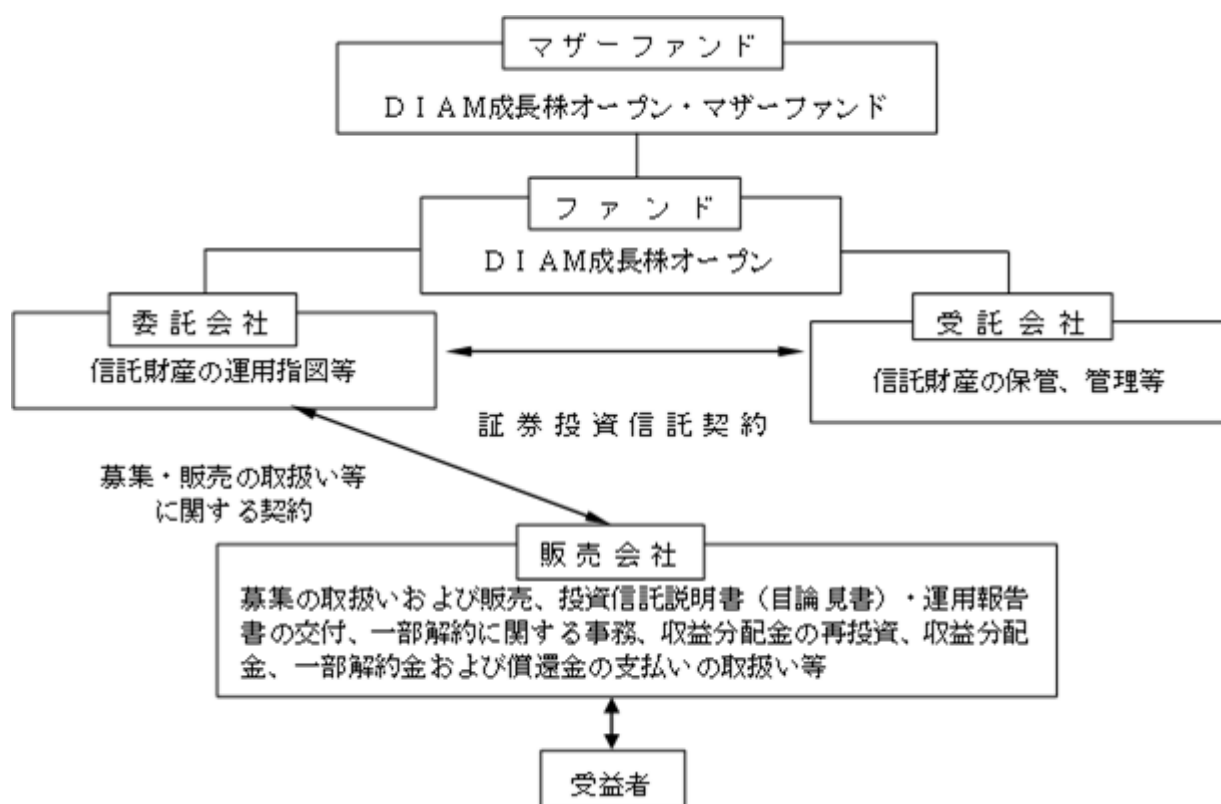 マザーファンド
ＤＩＡＭ成長株オープン・マザーファンド
ファンド
ＤＩＡＭ成長株オープン
委託会社
信託財産の運用指図等
受託会社
信託財産の保管、管理等
証券投資信託契約
募集・販売の取扱い等
に関する契約
販売会社
募集の取扱いおよび販売、投資信託説明書（目論見書）・運用報告
書の交付、一部解約に関する事務、収益分配金の再投資、収益分配
金、一部解約金および償還金の支払いの取扱い等
受益者